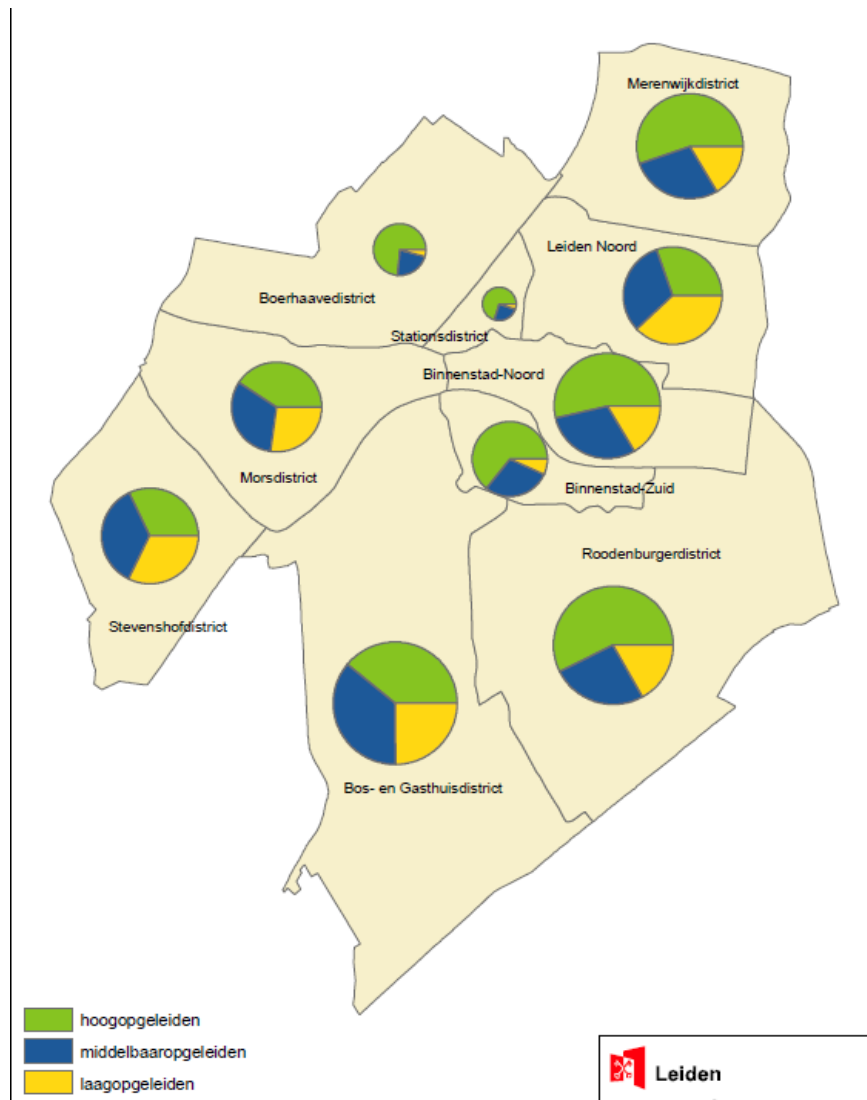 Merenwijkdistrict
Leiden Noord
Boerhaavedistrict
Stationsdistrict
Binnenstad-Noord
Morsdistrict
Binnenstad-Zuid
Roodenburgerdistrict
Stevenshofdistrict
Bos- en Gasthuisdistrict
hoogopgeleiden
middelbaaropgeleiden
laagopgeleiden
Leiden